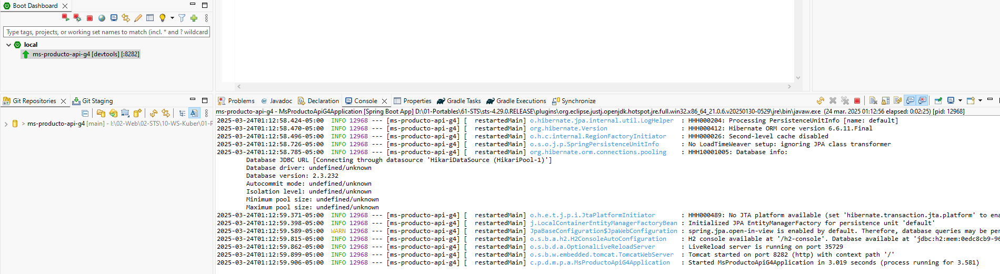 Boot Dashboard
Type tags, projects, or working set names to match (incl. * and ? wildcard
local
ms-producto-api-g4 [devtools] [:8282]
Git Repositories
Git Staging
ms-producto-api-g4 [main] - I:\02-Web\02-STS\10-WS-Kuber\01-P
Problems
@ Javadoc
Declaration
Console
Properties
Gradle Tasks
Gradle Executions
Synchronize
ms-producto-api-g4 - MsProductoApiG4Application [Spring Boot App] D:\01-Portables\61-STS\sts-4.29.0.RELEASE\plugins\org.eclipse.justj.openjdk.hotspot.jre.full.win32.x86_64_21.0.6.v20250130-0529\jre\bin\javaw.exe (24 mar. 2025 01:12:56 elapsed: 0:02:25) [pid: 12968]
2025-03-24T01:12:58.424-05:00 INFO 12968 --- [ms-producto-api-g4] [ restartedMain] o.hibernate.jpa.internal.util.LogHelper : HHH000204: Processing PersistenceUnitInfo [name: default]
2025-03-24T01:12:58.470-05:00 INFO 12968 --- [ms-producto-api-g4] [ restartedMain] org.hibernate.Version : HHH000412: Hibernate ORM core version 6.6.11.Final
2025-03-24T01:12:58.496-05:00 INFO 12968 --- [ms-producto-api-g4] [ restartedMain] o.h.c.internal.RegionFactoryInitiator : HHH000026: Second-level cache disabled
2025-03-24T01:12:58.726-05:00 INFO 12968 --- [ms-producto-api-g4] [ restartedMain] o.s.o.j.p.SpringPersistenceUnitInfo : No LoadTimeWeaver setup: ignoring JPA class transformer
2025-03-24T01:12:58.785-05:00 INFO 12968 --- [ms-producto-api-g4] [ restartedMain] org.hibernate.orm.connections.pooling : HHH10001005: Database info:
Database JDBC URL [Connecting through datasource 'HikariDataSource (HikariPool-1)']
Database driver: undefined/unknown
Database version: 2.3.232
Autocommit mode: undefined/unknown
Isolation level: undefined/unknown
Minimum pool size: undefined/unknown
Maximum pool size: undefined/unknown
2025-03-24T01:12:59.371-05:00 INFO 12968 --- [ms-producto-api-g4] [ restartedMain] o.h.e.t.j.p.i.JtaPlatformInitiator : HHH000489: No JTA platform available (set 'hibernate.transaction.jta.platform' to ena
2025-03-24T01:12:59.398-05:00 INFO 12968 --- [ms-producto-api-g4] [ restartedMain] j.LocalContainerEntityManagerFactoryBean : Initialized JPA EntityManagerFactory for persistence unit 'default'
2025-03-24T01:12:59.589-05:00 WARN 12968 --- [ms-producto-api-g4] [ restartedMain] JpaBaseConfiguration$JpaWebConfiguration : spring.jpa.open-in-view is enabled by default. Therefore, database queries may be per
2025-03-24T01:12:59.815-05:00 INFO 12968 --- [ms-producto-api-g4] [ restartedMain] o.s.b.a.h2.H2ConsoleAutoConfiguration : H2 console available at '/h2-console'. Database available at 'jdbc:h2:mem:0edc8cb9-96
2025-03-24T01:12:59.862-05:00 INFO 12968 --- [ms-producto-api-g4] [ restartedMain] o.s.b.d.a.OptionalLiveReloadServer : LiveReload server is running on port 35729
2025-03-24T01:12:59.899-05:00 INFO 12968 --- [ms-producto-api-g4] [ restartedMain] o.s.b.w.embedded.tomcat.TomcatWebServer : Tomcat started on port 8282 (http) with context path '/'
2025-03-24T01:12:59.906-05:00 INFO 12968 --- [ms-producto-api-g4] [ restartedMain] c.p.d.m.p.a.MsProductoApiG4Application : Started MsProductoApiG4Application in 3.019 seconds (process running for 3.581)